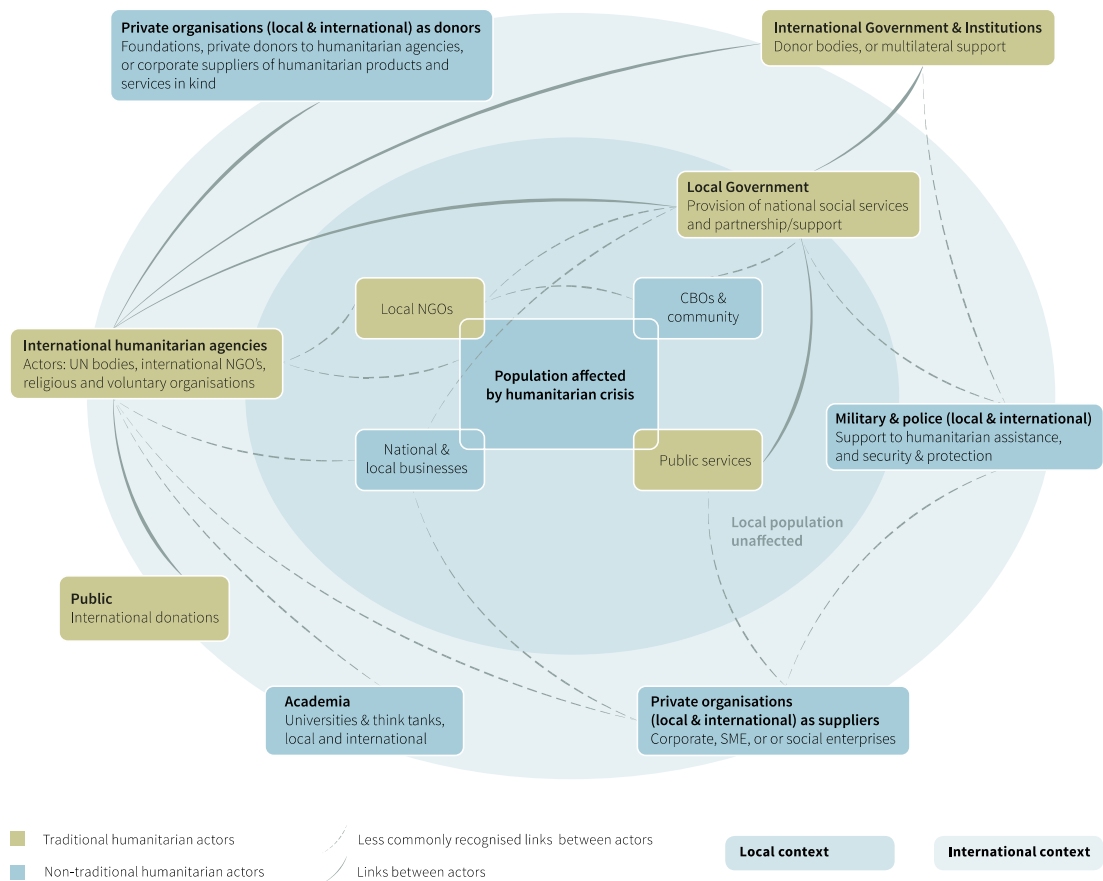 Private organisations (local & international) as donors
Foundations, private donors to humanitarian agencies,
or corporate suppliers of humanitarian products and
services in kind
International Government & Institutions
Donor bodies, or multilateral support
Local Government
Provision of national social services
and partnership/support
Local NGOs
CBOs &
community
International humanitarian agencies
Actors: UN bodies, international NGO's,
religious and voluntary organisations
Population affected
by humanitarian crisis
Military & police (local & international)
Support to humanitarian assistance,
and security & protection
National &
local businesses
Public services
Local population
unaffected
Public
International donations
Academia
Universities & think tanks,
local and international
Private organisations
(local & international) as suppliers
Corporate, SME, or or social enterprises
Traditional humanitarian actors
Non-traditional humanitarian actors
Less commonly recognised links between actors
Links between actors
Local context
International context